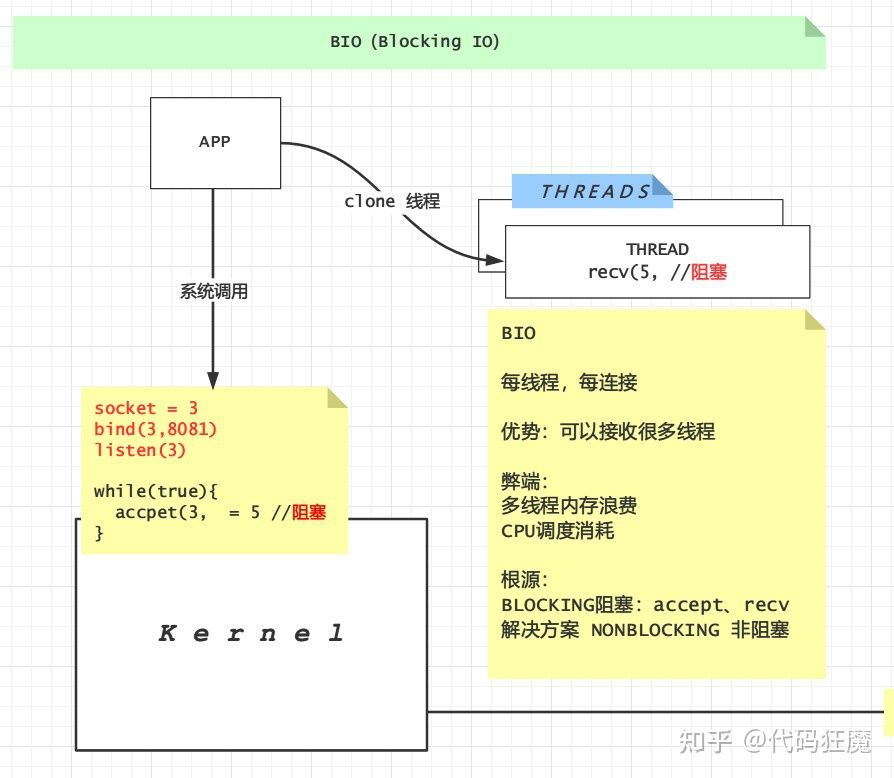 BIO (Blocking IO)
APP
clone 线程
THREADS
THREAD
recv(5, //阻塞
系统调用
socket = 3
bind(3,8081)
listen(3)
while(true){
accpet(3,  = 5 //阻塞
}
Kernel
BIO
每线程，每连接
优势：可以接收很多线程
弊端：
多线程内存浪费
CPU调度消耗
根源：
BLOCKING阻塞：accept、recv
解决方案 NONBLOCKING 非阻塞
知乎 @代码狂魔